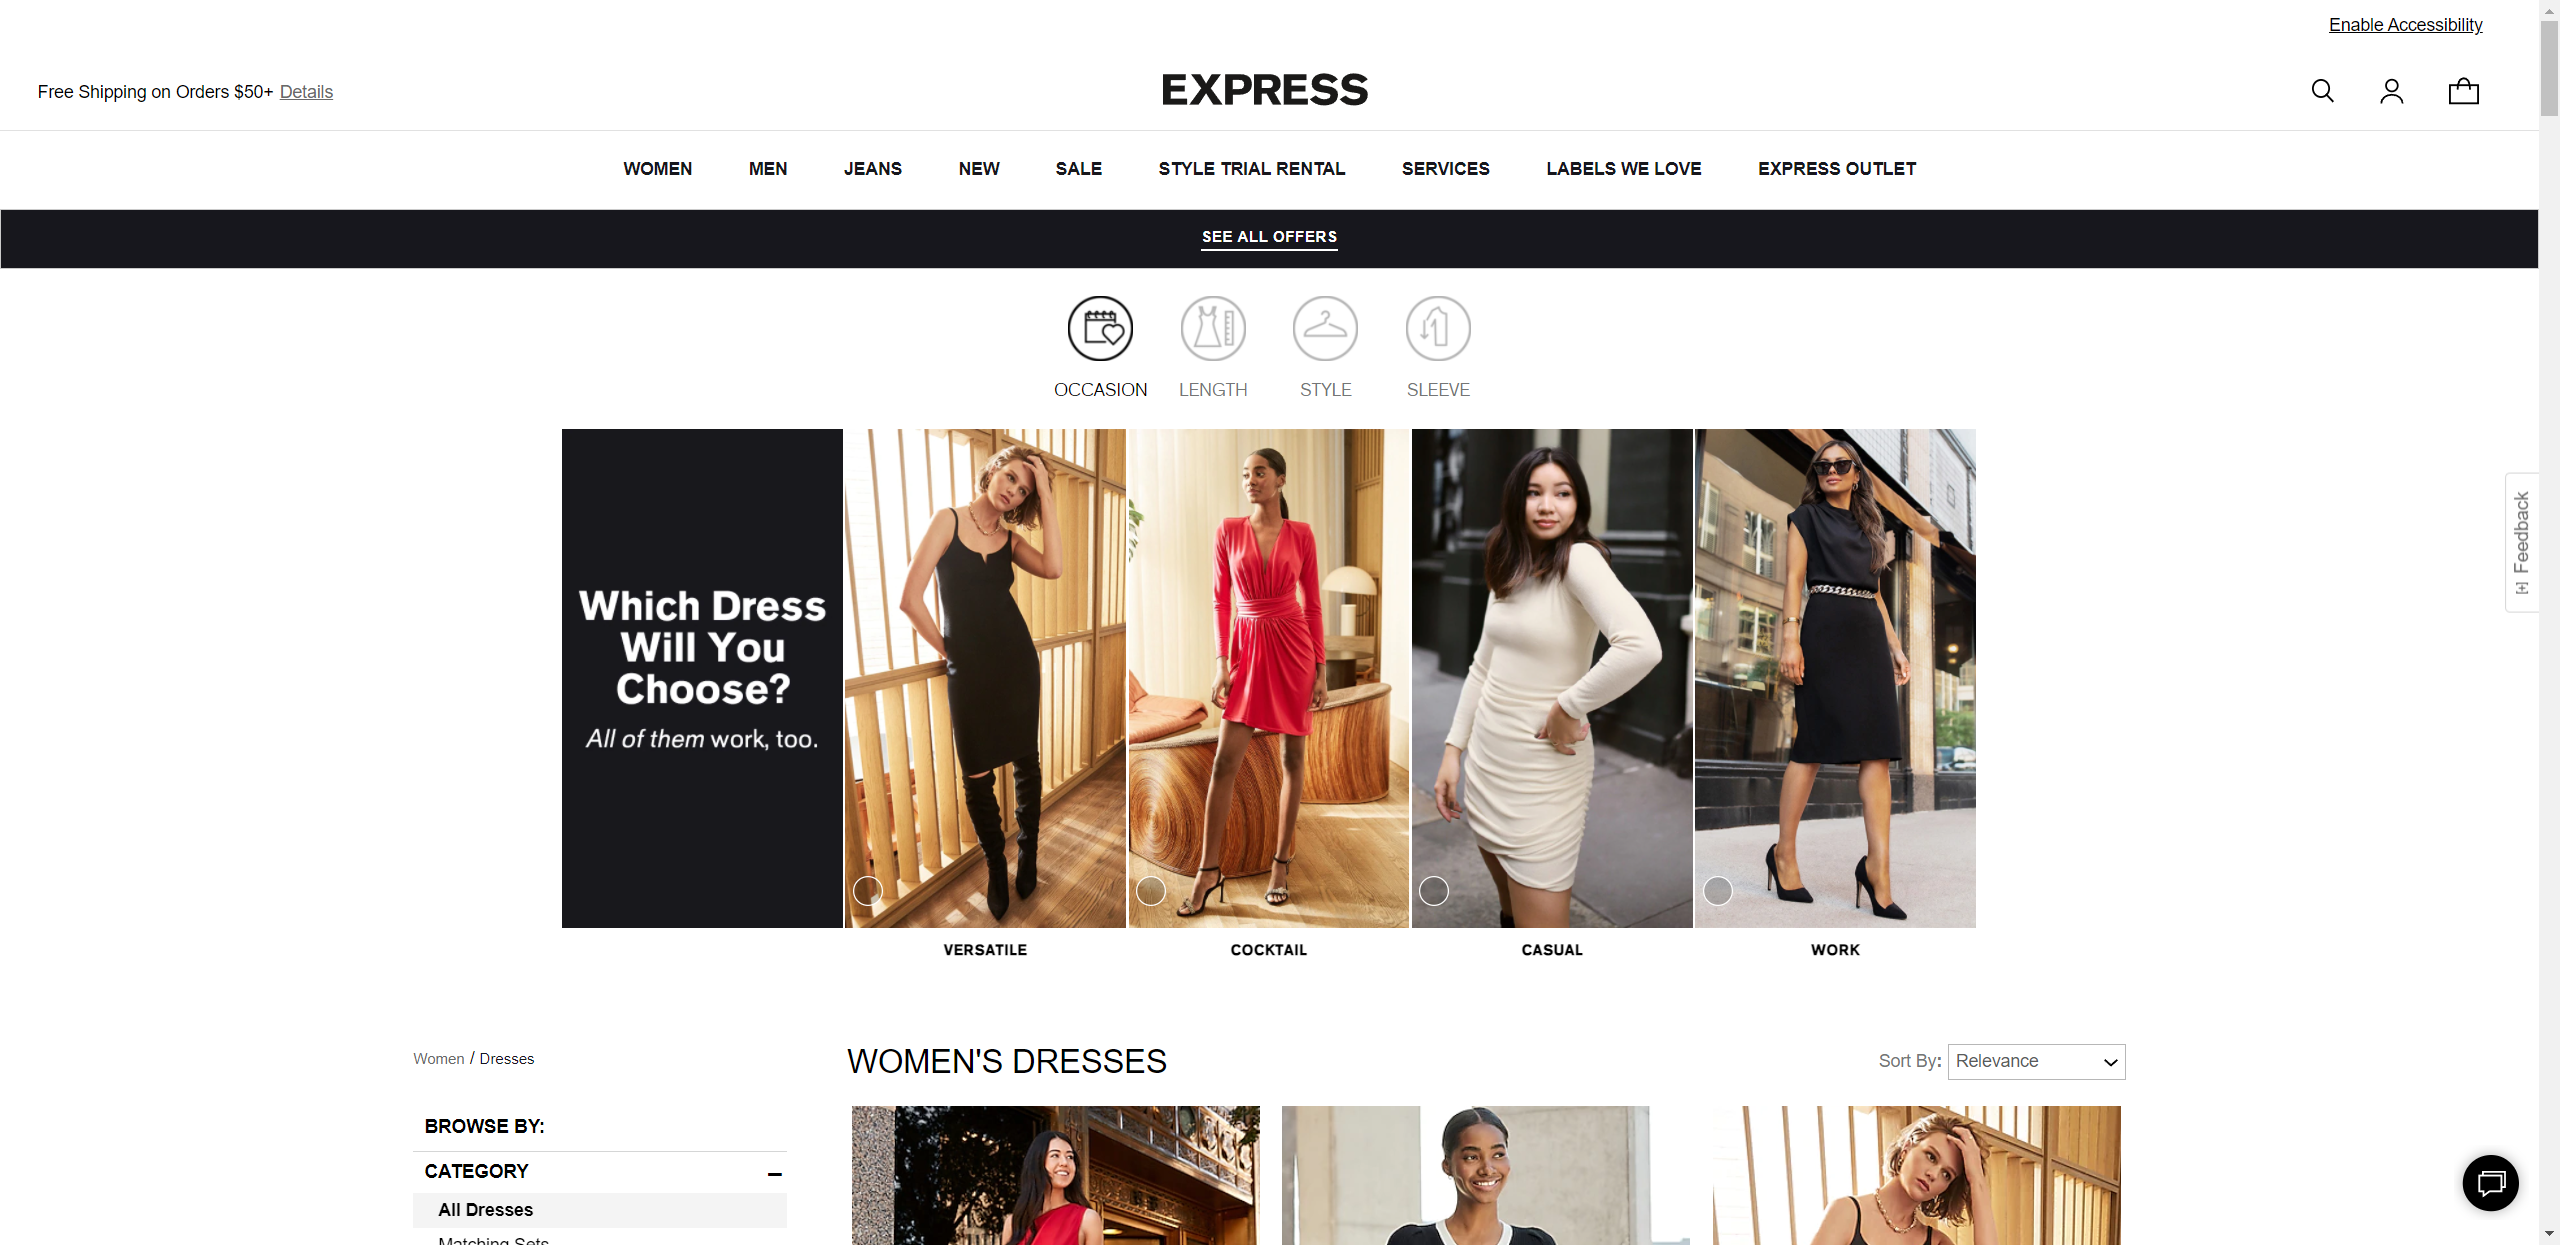 Enable Accessibility
Free Shipping on Orders $50+ Details
EXPRESS
WOMEN MEN JEANS NEW SALE STYLE TRIAL RENTAL SERVICES LABELS WE LOVE EXPRESS OUTLET
SEE ALL OFFERS
OCCASION LENGTH STYLE SLEEVE
Which Dress
Will You
Choose?
All of them work, too.
VERSATILE COCKTAIL CASUAL WORK
[+] Feedback
Women / Dresses
WOMEN'S DRESSES
Sort By: Relevance
BROWSE BY:
CATEGORY
All Dresses
Matching Sets